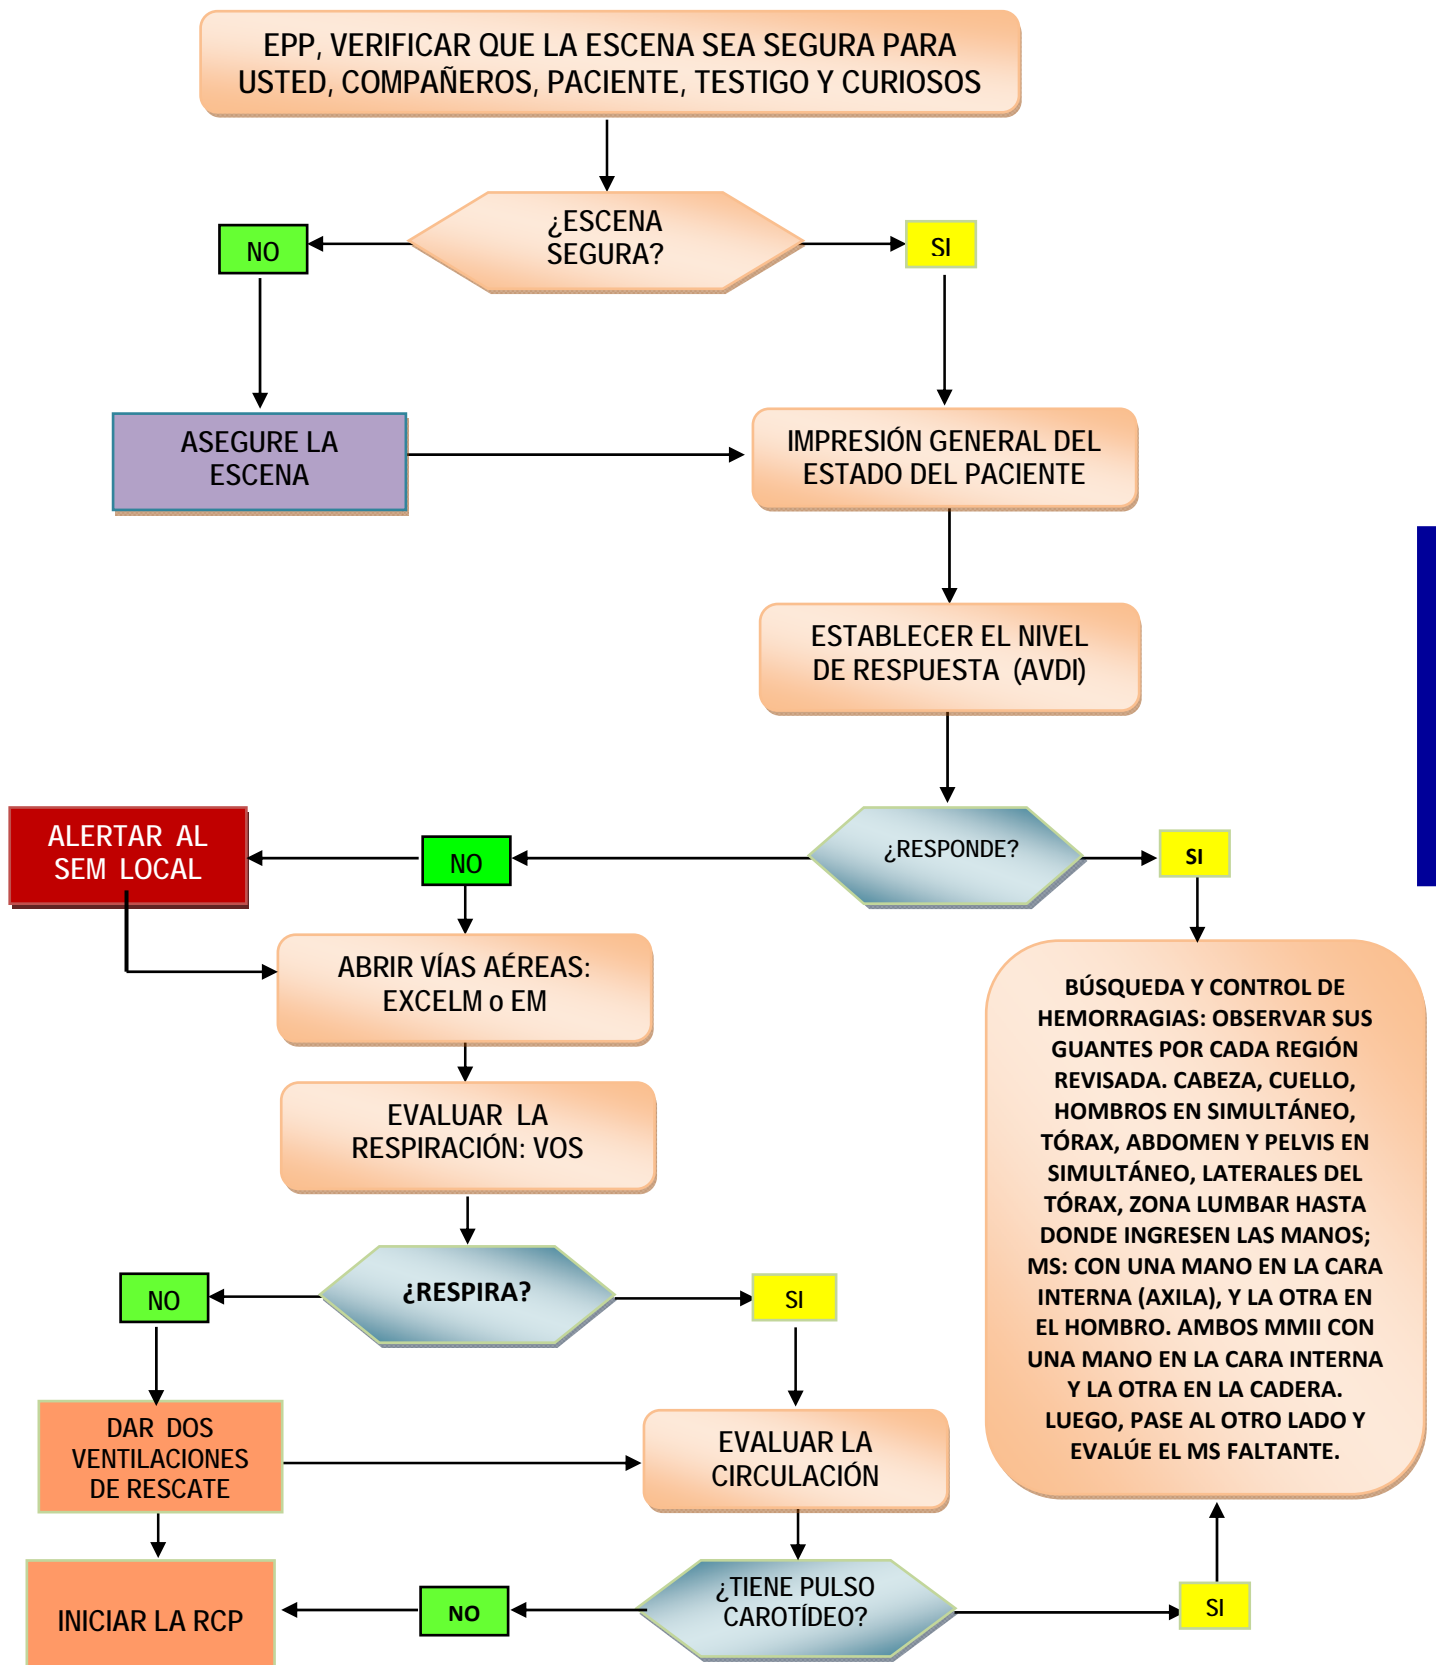 EPP, VERIFICAR QUE LA ESCENA SEA SEGURA PARA
USTED, COMPAÑEROS, PACIENTE, TESTIGO Y CURIOSOS
¿ESCENA
SEGURA?
NO
SI
ASEGURE LA
ESCENA
IMPRESIÓN GENERAL DEL
ESTADO DEL PACIENTE
ESTABLECER EL NIVEL
DE RESPUESTA (AVDI)
¿RESPONDE?
ALERTAR AL
SEM LOCAL
NO
SI
ABRIR VÍAS AÉREAS:
EXCELM o EM
EVALUAR LA
RESPIRACIÓN: VOS
BÚSQUEDA Y CONTROL DE
HEMORRAGIAS: OBSERVAR SUS
GUANTES POR CADA REGIÓN
REVISADA. CABEZA, CUELLO,
HOMBROS EN SIMULTÁNEO,
TÓRAX, ABDOMEN Y PELVIS EN
SIMULTÁNEO, LATERALES DEL
TÓRAX, ZONA LUMBAR HASTA
DONDE INGRESEN LAS MANOS;
MS: CON UNA MANO EN LA CARA
INTERNA (AXILA), Y LA OTRA EN
EL HOMBRO. AMBOS MMII CON
UNA MANO EN LA CARA INTERNA
Y LA OTRA EN LA CADERA.
LUEGO, PASE AL OTRO LADO Y
EVALÚE EL MS FALTANTE.
¿RESPIRA?
NO
SI
DAR DOS
VENTILACIONES
DE RESCATE
EVALUAR LA
CIRCULACIÓN
INICIAR LA RCP
NO
¿TIENE PULSO
CAROTÍDEO?
SI